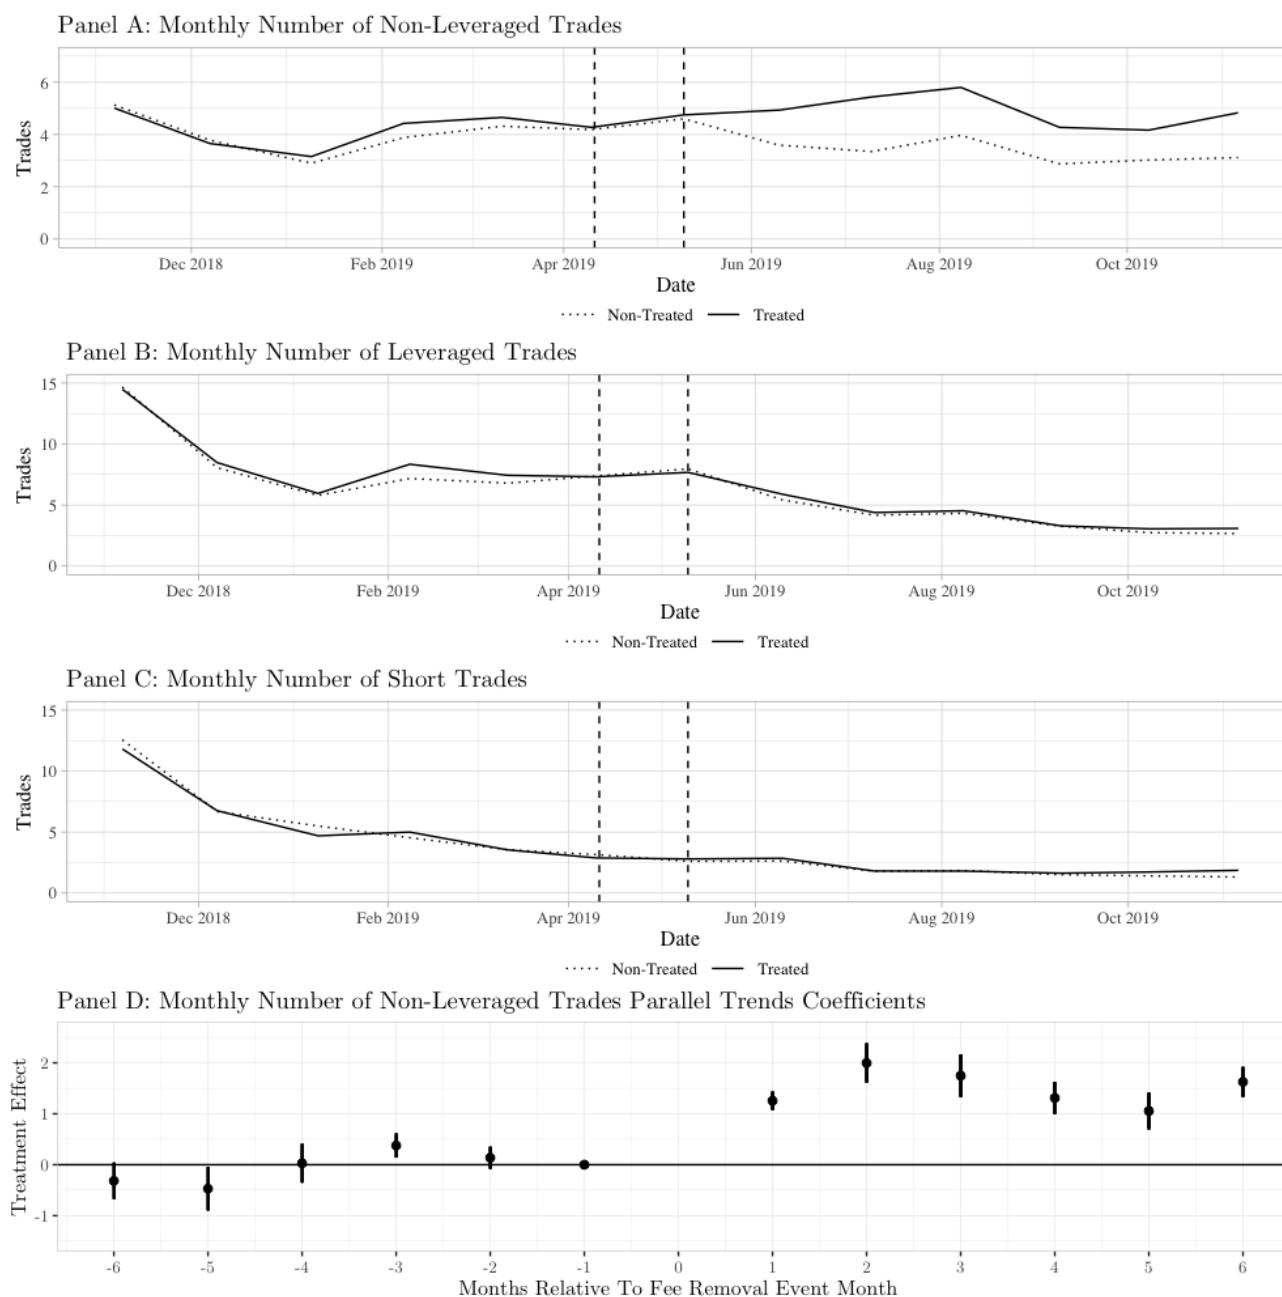 Panel A: Monthly Number of Non-Leveraged Trades
6
4
2
0
Trades
Dec 2018 Feb 2019 Apr 2019 Jun 2019 Aug 2019 Oct 2019
Date
Non-Treated Treated
Panel B: Monthly Number of Leveraged Trades
15
10
5
0
Trades
Dec 2018 Feb 2019 Apr 2019 Jun 2019 Aug 2019 Oct 2019
Date
Non-Treated Treated
Panel C: Monthly Number of Short Trades
15
10
5
0
Trades
Dec 2018 Feb 2019 Apr 2019 Jun 2019 Aug 2019 Oct 2019
Date
Non-Treated Treated
Panel D: Monthly Number of Non-Leveraged Trades Parallel Trends Coefficients
2
1
0
-1
Treatment Effect
-6 -5 -4 -3 -2 -1 0 1 2 3 4 5 6
Months Relative To Fee Removal Event Month